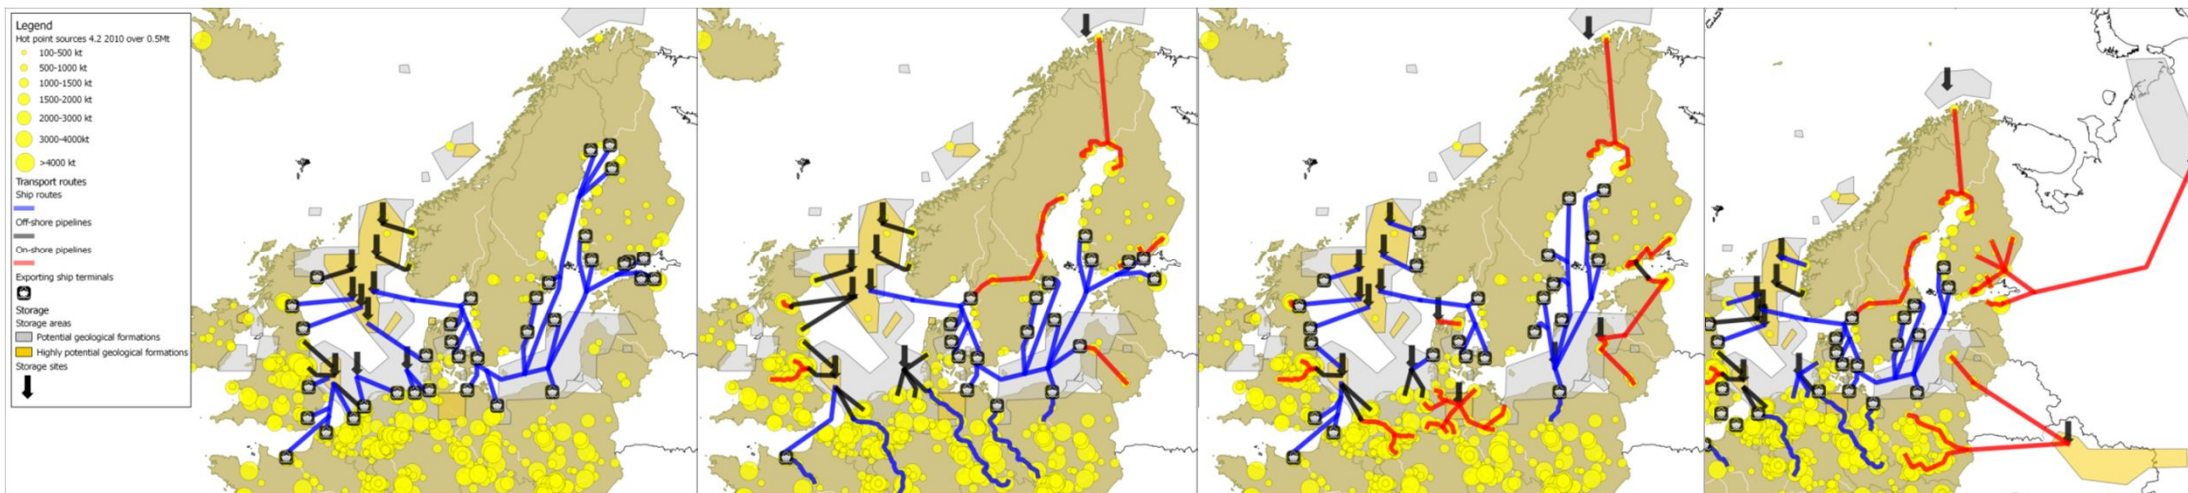 Legend
Hot point sources 4.2 2010 over 0.5Mt
100-500 kt
500-1000 kt
1000-1500 kt
1500-2000 kt
2000-3000 kt
3000-4000kt
>4000 kt
Transport routes
Ship routes
Off-shore pipelines
On-shore pipelines
Exporting ship terminals
Storage
Storage areas
Potential geological formations
Highly potential geological formations
Storage sites